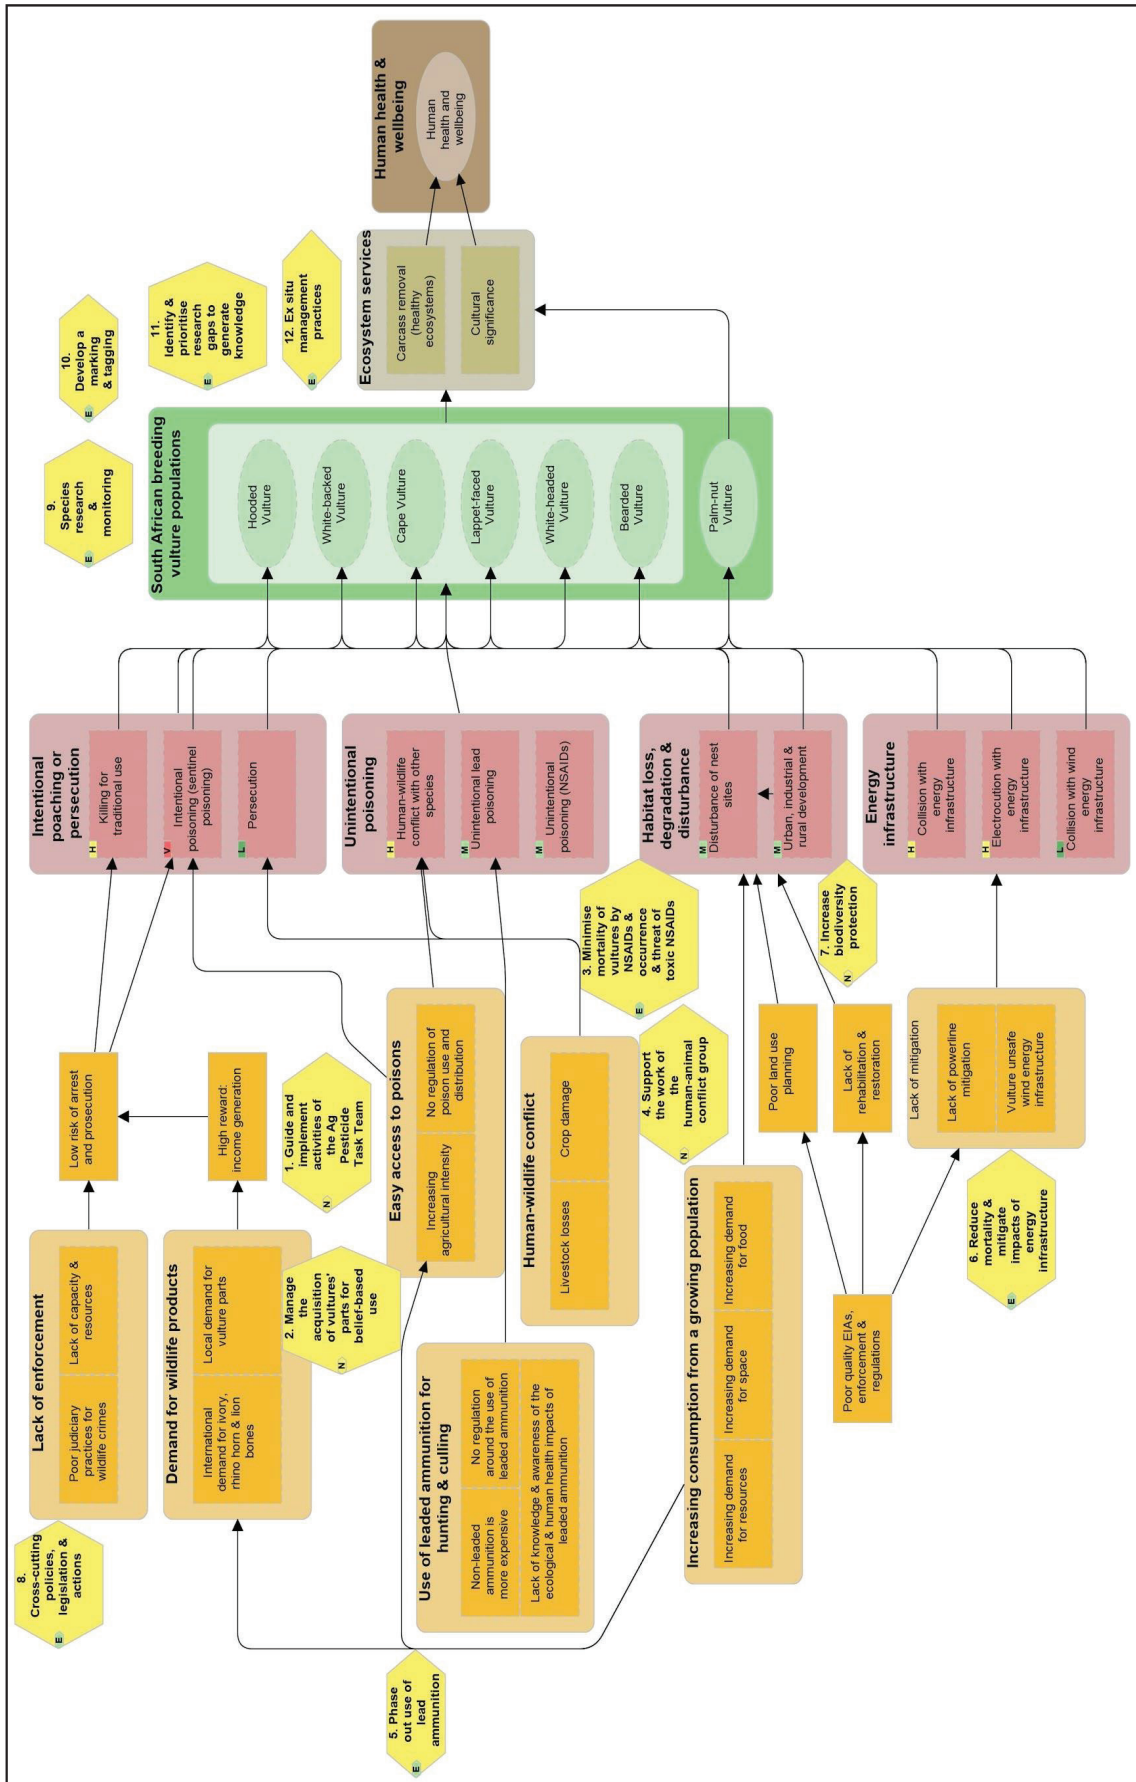 8.
Cross-cutting
policies,
legislation &
actions
E
Lack of enforcement
Poor judiciary
practices for
wildlife crimes
Lack of capacity &
resources
Demand for wildlife products
International
demand for ivory,
rhino horn & lion
bones
Local demand for
vulture parts
2. Manage
the
acquisition
of vultures'
parts for
belief-based
use
N
Low risk of arrest
and prosecution
High reward:
income generation
1. Guide and
implement
activities of
the Ag
Pesticide
Task Team
N
5. Phase
out use of
lead
ammunition
E
Use of leaded ammunition for
hunting & culling
Non-leaded
ammunition is
more expensive
No regulation
around the use of
leaded ammunition
Lack of knowledge & awareness of the
ecological & human health impacts of
leaded ammunition
Easy access to poisons
Increasing
agricultural intensity
No regulation of
poison use and
distribution
Human-wildlife conflict
Livestock losses
Crop damage
3. Minimise
mortality of
vultures by
NSAIDs &
occurrence
& threat of
toxic NSAIDs
E
4. Support
the work of
the
human-animal
conflict group
N
Increasing consumption from a growing population
Increasing demand
for resources
Increasing demand
for space
Increasing demand
for food
Poor quality EIAs,
enforcement &
regulations
Poor land use
planning
Lack of
rehabilitation &
restoration
7. Increase
biodiversity
protection
N
6. Reduce
mortality &
mitigate
impacts of
energy
infrastructure
E
Lack of mitigation
Lack of powerline
mitigation
Vulture unsafe
wind energy
infrastructure
Intentional
poaching or
persecution
H
Killing for
traditional use
V
Intentional
poisoning (sentinel
poisoning)
L
Persecution
Unintentional
poisoning
H
Human-wildlife
conflict with other
species
M
Unintentional lead
poisoning
M
Unintentional
poisoning (NSAIDs)
Habitat loss,
degradation &
disturbance
M
Disturbance of nest
sites
M
Urban, industrial &
rural development
Energy
infrastructure
H
Collision with
energy
infrastructure
H
Electrocution with
energy
infrastructure
L
Collision with wind
energy
infrastructure
9.
Species
research
&
monitoring
E
10.
Develop a
marking
& tagging
E
11.
Identify &
prioritise
research
gaps to
generate
knowledge
E
12. Ex situ
management
practices
E
South African breeding
vulture populations
Hooded
Vulture
White-backed
Vulture
Cape Vulture
Lappet-faced
Vulture
White-headed
Vulture
Bearded
Vulture
Palm-nut
Vulture
Ecosystem services
Carcass removal
(healthy
ecosystems)
Cultural
significance
Human health &
wellbeing
Human
health and
wellbeing